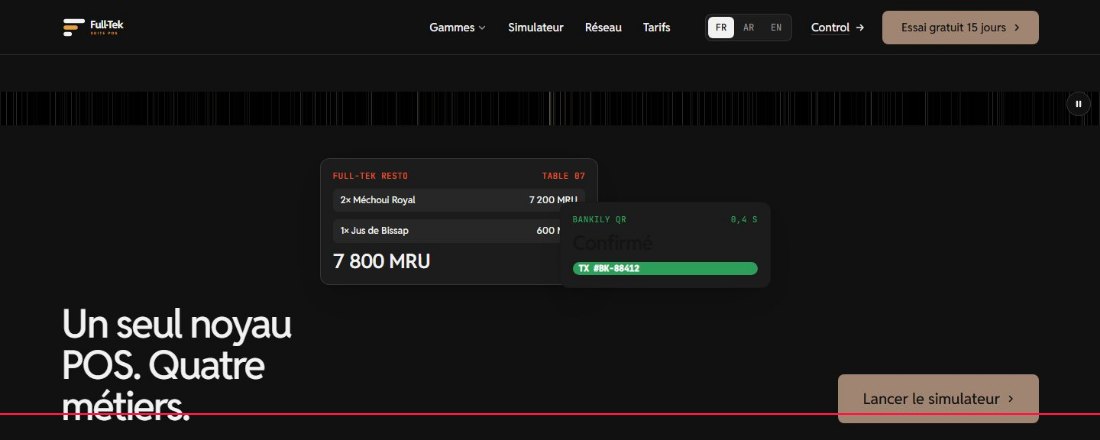 Full-Tek
SUITE POS
Gammes
Simulateur
Réseau
Tarifs
FR AR EN
Control →
Essai gratuit 15 jours ›
FULL-TEK RESTO TABLE 07
2× Méchoui Royal 7 200 MRU
1× Jus de Bissap 600
7 800 MRU
BANKILY QR 0,4 S
Confirmé
TX #BK-88412
Un seul noyau
POS. Quatre
métiers.
Lancer le simulateur ›